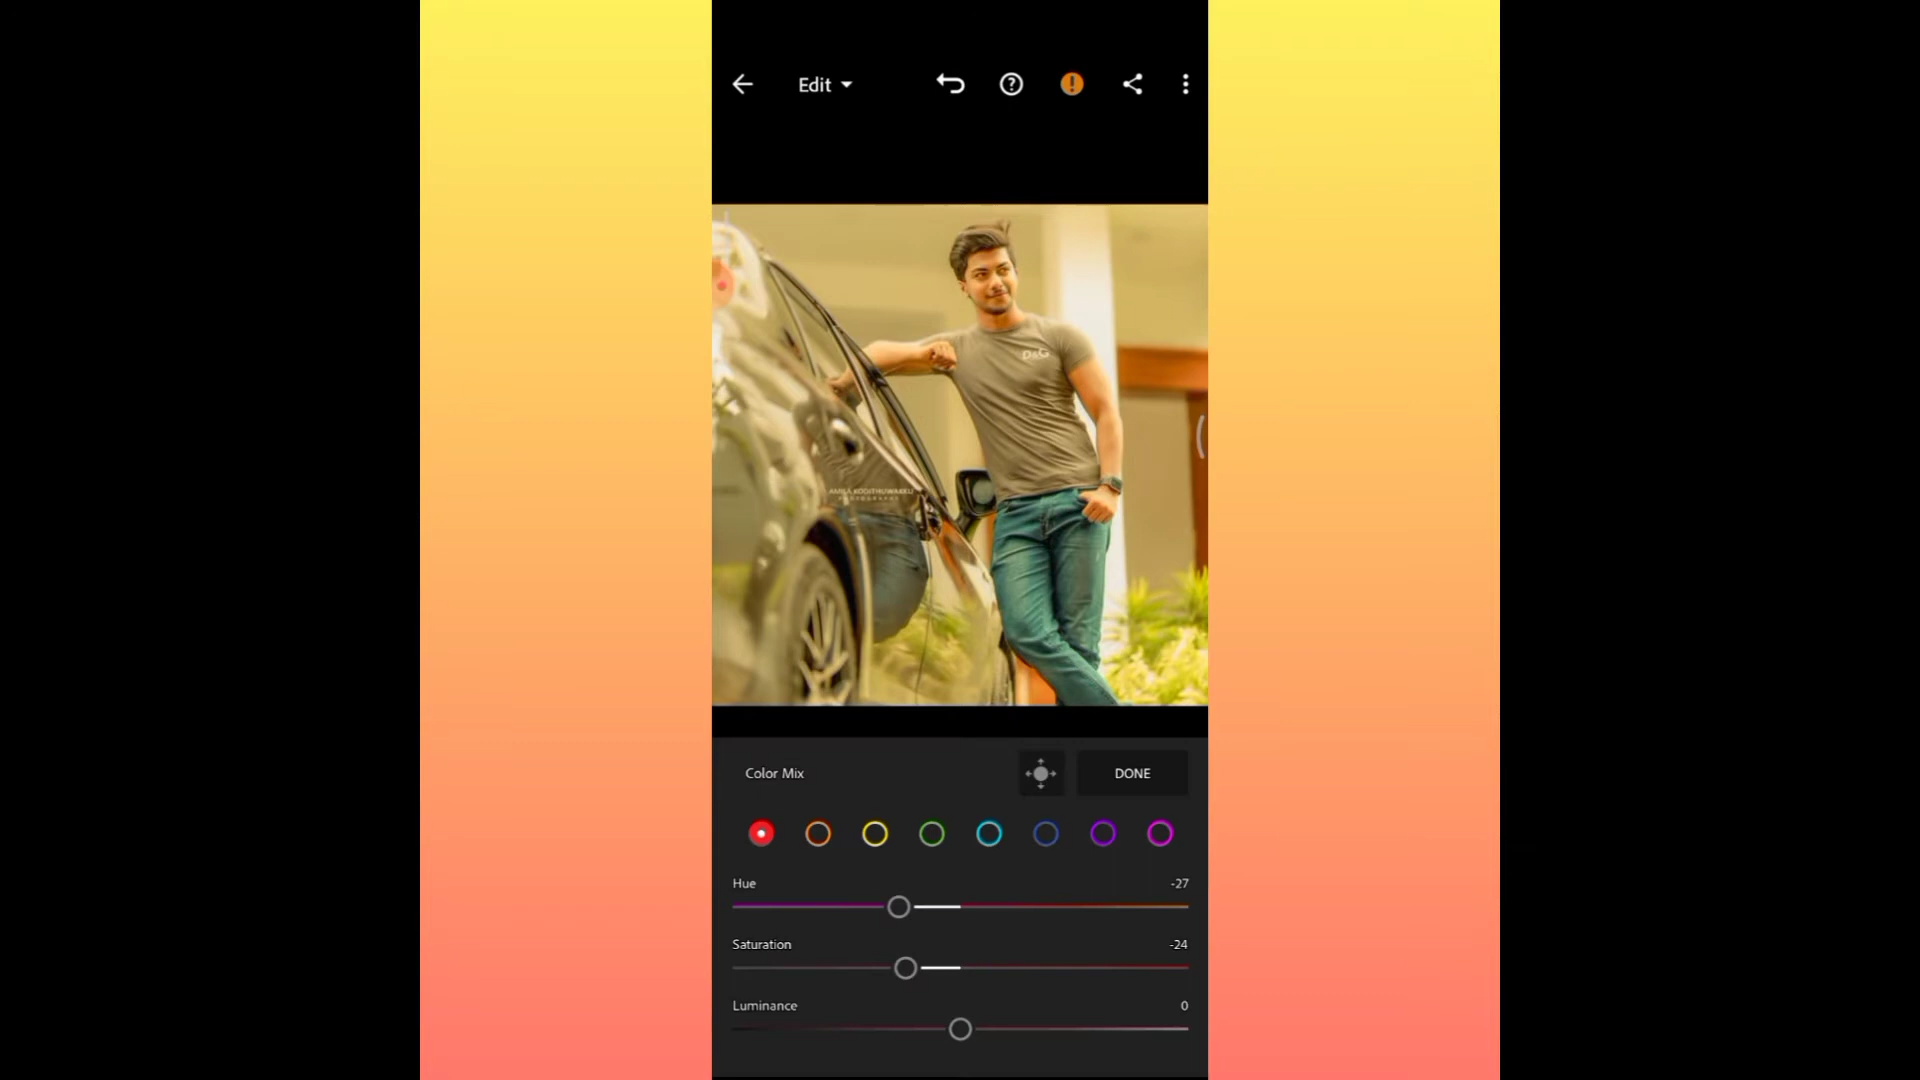 Edit
D&G
Color Mix
DONE
Hue
-27
Saturation
-24
Luminance
0